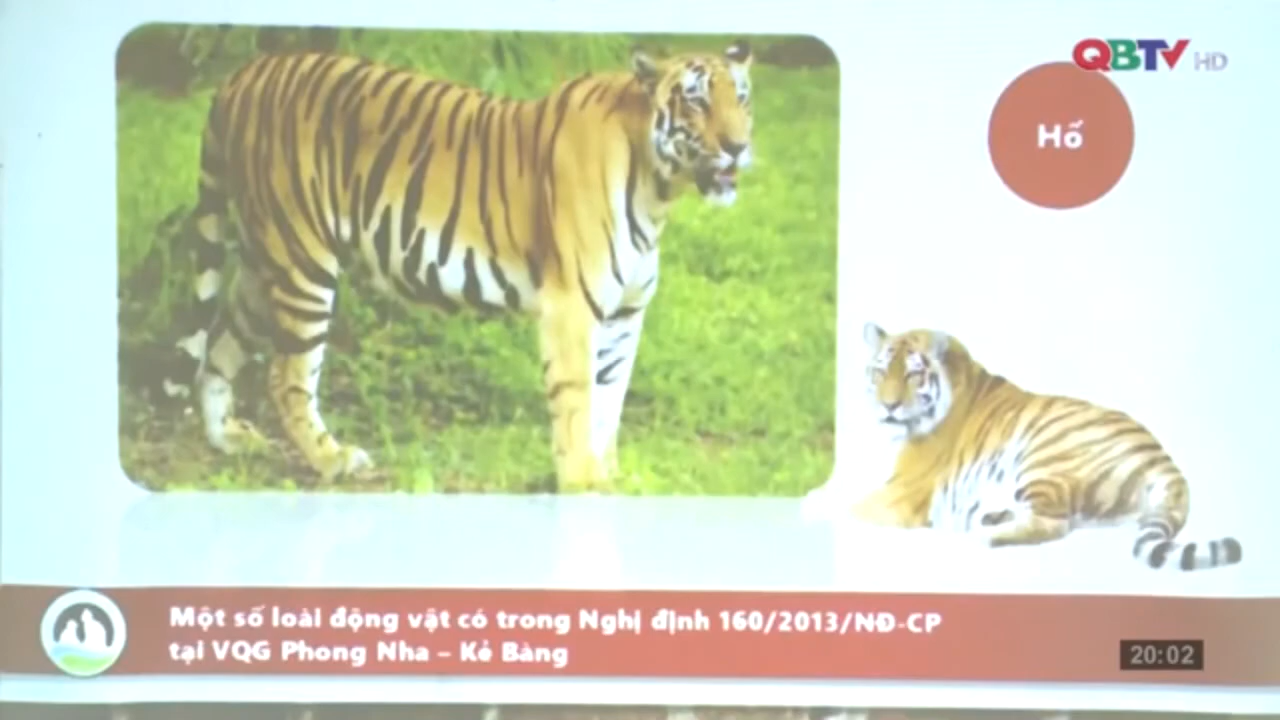 QBTV HD
Hổ
Một số loài động vật có trong Nghị định 160/2013/NĐ-CP
tại VQG Phong Nha – Kẻ Bàng
20:02